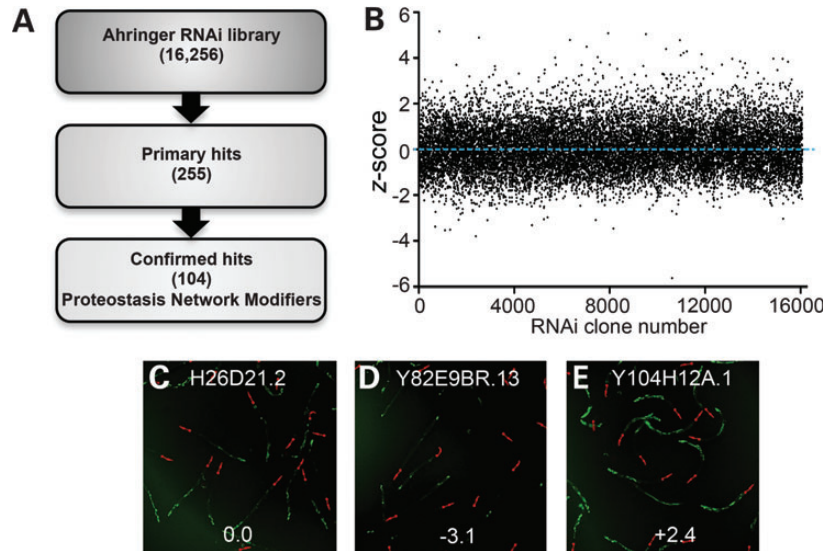 A
Ahringer RNAi library
(16,256)
Primary hits
(255)
Confirmed hits
(104)
Proteostasis Network Modifiers
B
z-score
6
4
2
0
-2
-4
-6
0
4000
8000
12000
16000
RNAi clone number
C
H26D21.2
0.0
D
Y82E9BR.13
-3.1
E
Y104H12A.1
+2.4